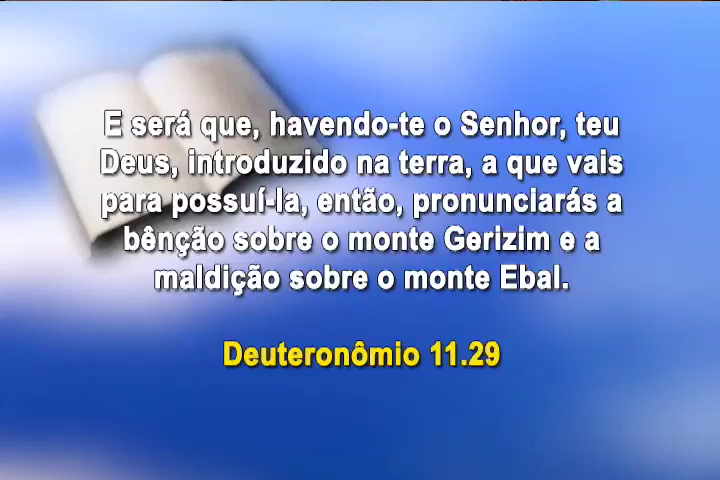 E será que, havendo-te o Senhor, teu
Deus, introduzido na terra, a que vais
para possuí-la, então, pronunciarás a
bênção sobre o monte Gerizim e a
maldição sobre o monte Ebal.
Deuteronômio 11.29